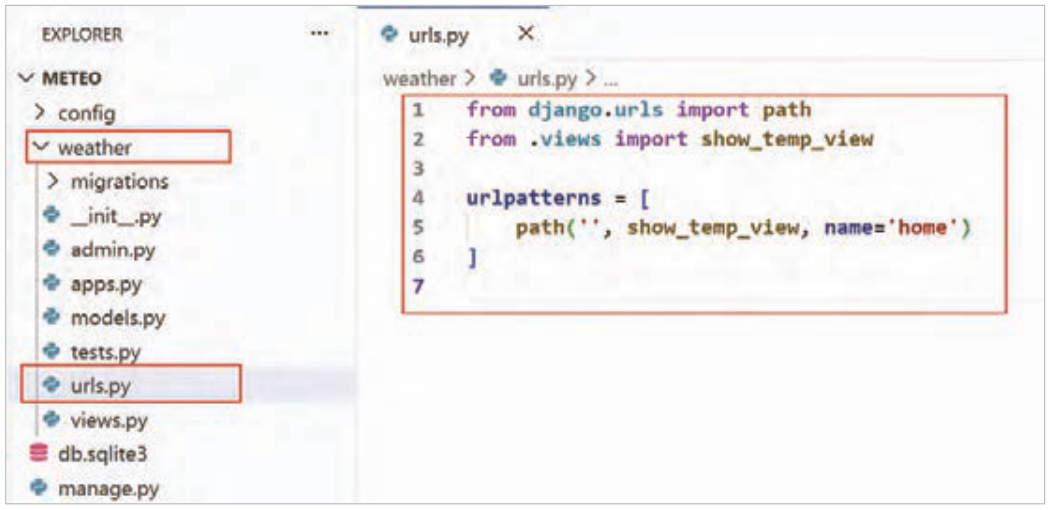 EXPLORER ...
METEO
config
weather
migrations
__init__.py
admin.py
apps.py
models.py
tests.py
urls.py
views.py
db.sqlite3
manage.py
urls.py
weather > urls.py > ...
1 from django.urls import path
2 from .views import show_temp_view
3
4 urlpatterns = [
5 path('', show_temp_view, name='home')
6 ]
7